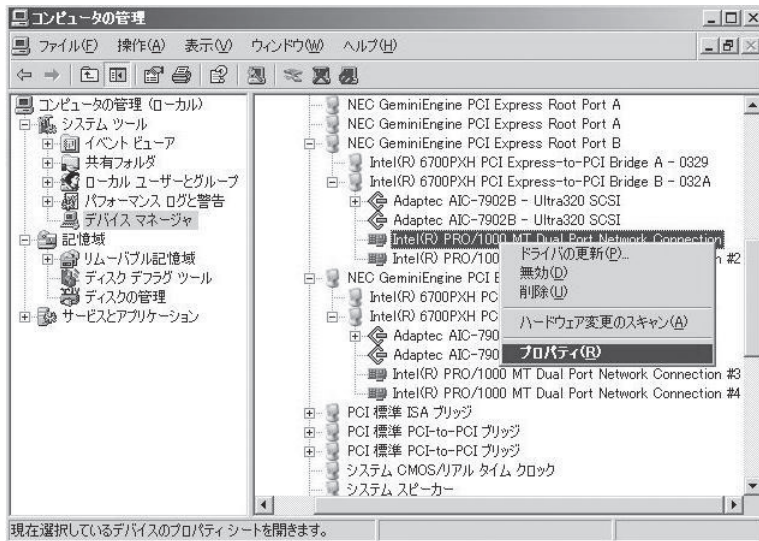 コンピュータの管理
ファイル(F) 操作(A) 表示(V) ウィンドウ(W) ヘルプ(H)
コンピュータの管理 (ローカル)
システム ツール
イベント ビューア
共有フォルダ
ローカル ユーザーとグループ
パフォーマンス ログと警告
デバイス マネージャ
記憶域
リムーバブル記憶域
ディスク デフラグ ツール
ディスクの管理
サービスとアプリケーション
NEC GeminiEngine PCI Express Root Port A
NEC GeminiEngine PCI Express Root Port A
NEC GeminiEngine PCI Express Root Port B
Intel(R) 6700PXH PCI Express-to-PCI Bridge A - 0329
Intel(R) 6700PXH PCI Express-to-PCI Bridge B - 032A
Adaptec AIC-7902B - Ultra320 SCSI
Adaptec AIC-7902B - Ultra320 SCSI
Intel(R) PRO/1000 MT Dual Port Network Connection
Intel(R) PRO/100 n #2
NEC GeminiEngine PCI E
Intel(R) 6700PXH PC
Intel(R) 6700PXH PC
Adaptec AIC-790
Adaptec AIC-790
Intel(R) PRO/1000 MT Dual Port Network Connection #3
Intel(R) PRO/1000 MT Dual Port Network Connection #4
PCI 標準 ISA ブリッジ
PCI 標準 PCI-to-PCI ブリッジ
PCI 標準 PCI-to-PCI ブリッジ
システム CMOS/リアル タイム クロック
システム スピーカー
ドライバの更新(P)...
無効(D)
削除(U)
ハードウェア変更のスキャン(A)
プロパティ(R)
現在選択しているデバイスのプロパティ シートを開きます。